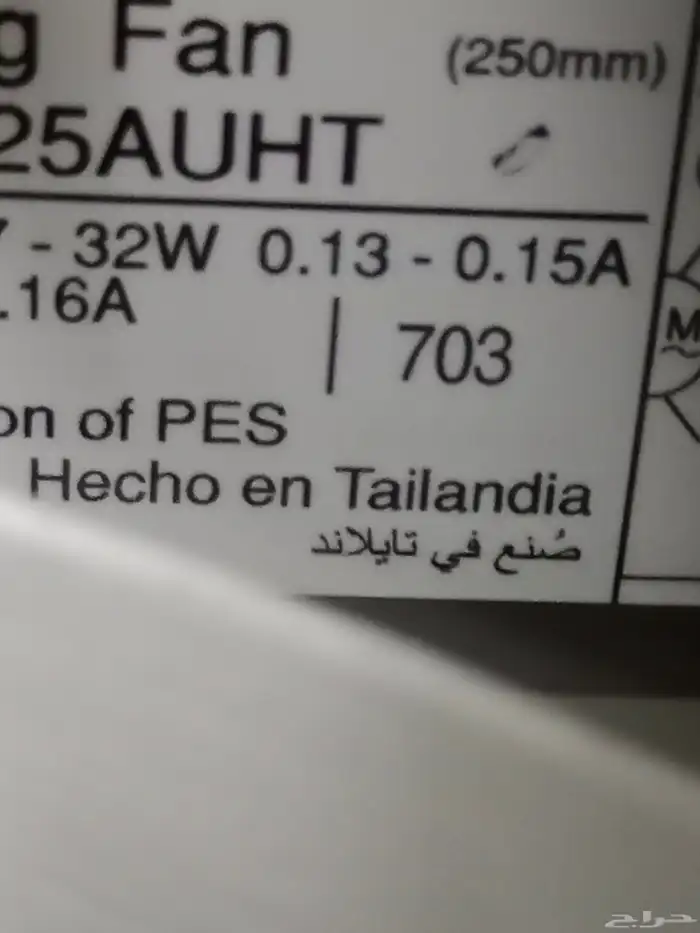 g Fan (250mm)
25AUHT
- 32W 0.13 - 0.15A
.16A
703
on of PES
Hecho en Tailandia
صُنع في تايلاند
M
حراج